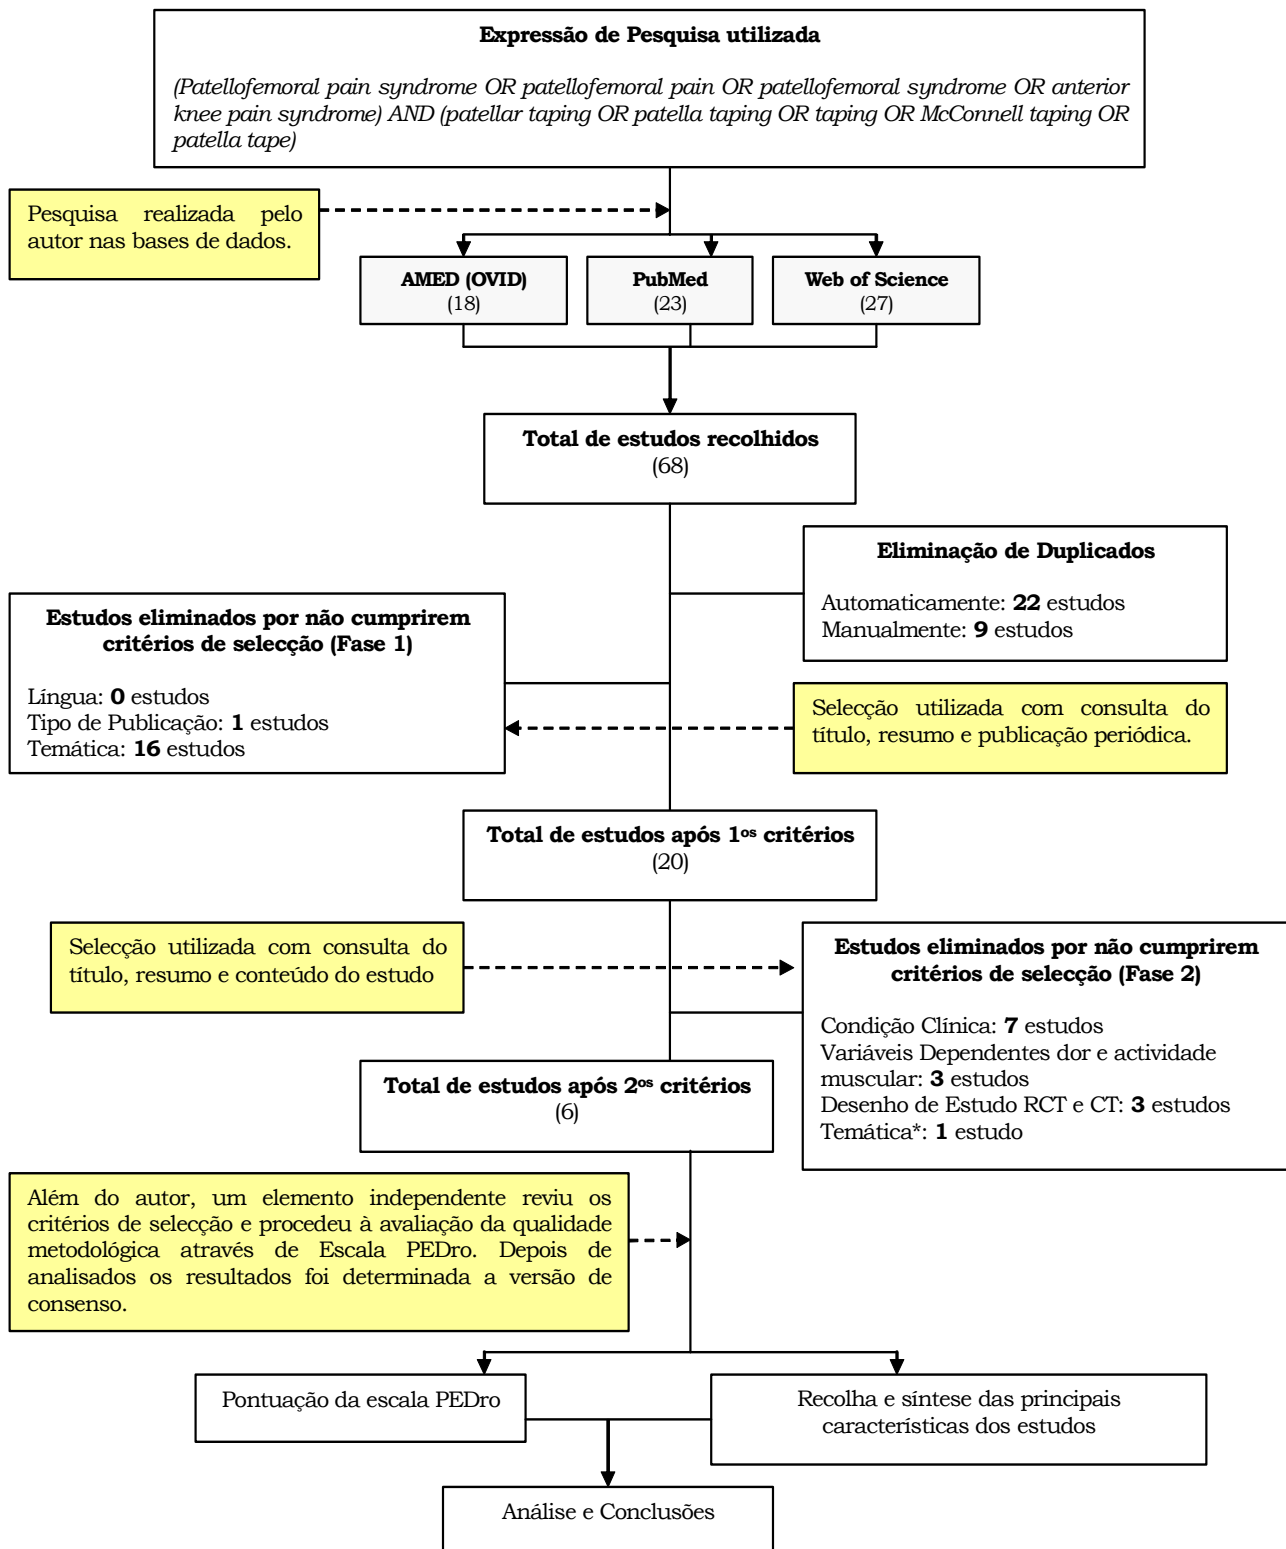 Expressão de Pesquisa utilizada
(Patellofemoral pain syndrome OR patellofemoral pain OR patellofemoral syndrome OR anterior
knee pain syndrome) AND (patellar taping OR patella taping OR taping OR McConnell taping OR
patella tape)
Pesquisa realizada pelo
autor nas bases de dados.
AMED (OVID)
(18)
PubMed
(23)
Web of Science
(27)
Total de estudos recolhidos
(68)
Eliminação de Duplicados
Automaticamente: 22 estudos
Manualmente: 9 estudos
Estudos eliminados por não cumprirem
critérios de selecção (Fase 1)
Língua: 0 estudos
Tipo de Publicação: 1 estudos
Temática: 16 estudos
Selecção utilizada com consulta do
título, resumo e publicação periódica.
Total de estudos após 1os critérios
(20)
Selecção utilizada com consulta do
título, resumo e conteúdo do estudo
Estudos eliminados por não cumprirem
critérios de selecção (Fase 2)
Condição Clínica: 7 estudos
Variáveis Dependentes dor e actividade
muscular: 3 estudos
Desenho de Estudo RCT e CT: 3 estudos
Temática*: 1 estudo
Total de estudos após 2os critérios
(6)
Além do autor, um elemento independente reviu os
critérios de selecção e procedeu à avaliação da qualidade
metodológica através de Escala PEDro. Depois de
analisados os resultados foi determinada a versão de
consenso.
Pontuação da escala PEDro
Recolha e síntese das principais
características dos estudos
Análise e Conclusões